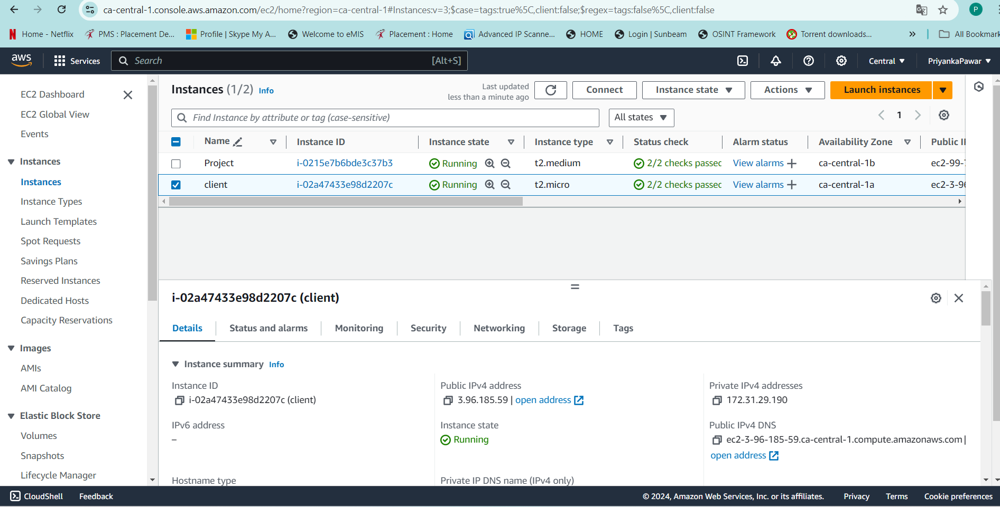 ca-central-1.console.aws.amazon.com/ec2/home?region=ca-central-1#Instances:v=3;$case=tags:true%5C,client:false;$regex=tags:false%5C,client:false
P
Home - Netflix PMS : Placement De... Profile | Skype My A... Welcome to eMIS Placement : Home Advanced IP Scanne... HOME Login | Sunbeam OSINT Framework Torrent downloads... » All Bookmark
aws Services Search [Alt+S] Central PriyankaPawar
EC2 Dashboard
EC2 Global View
Events
Instances
Instances
Instance Types
Launch Templates
Spot Requests
Savings Plans
Reserved Instances
Dedicated Hosts
Capacity Reservations
Images
AMIs
AMI Catalog
Elastic Block Store
Volumes
Snapshots
Lifecycle Manager
Instances (1/2) Info
Last updated
less than a minute ago
Connect Instance state Actions Launch instances
Find Instance by attribute or tag (case-sensitive) All states 1
Name Instance ID Instance state Instance type Status check Alarm status Availability Zone Public I
Project i-0215e7b6bde3c37b3 Running t2.medium 2/2 checks passec View alarms ca-central-1b ec2-99-
client i-02a47433e98d2207c Running t2.micro 2/2 checks passec View alarms ca-central-1a ec2-3-96
i-02a47433e98d2207c (client)
Details Status and alarms Monitoring Security Networking Storage Tags
Instance summary Info
Instance ID
i-02a47433e98d2207c (client)
Public IPv4 address
3.96.185.59 | open address
Private IPv4 addresses
172.31.29.190
IPv6 address
–
Instance state
Running
Public IPv4 DNS
ec2-3-96-185-59.ca-central-1.compute.amazonaws.com |
open address
Hostname type
Private IP DNS name (IPv4 only)
CloudShell Feedback © 2024, Amazon Web Services, Inc. or its affiliates. Privacy Terms Cookie preferences